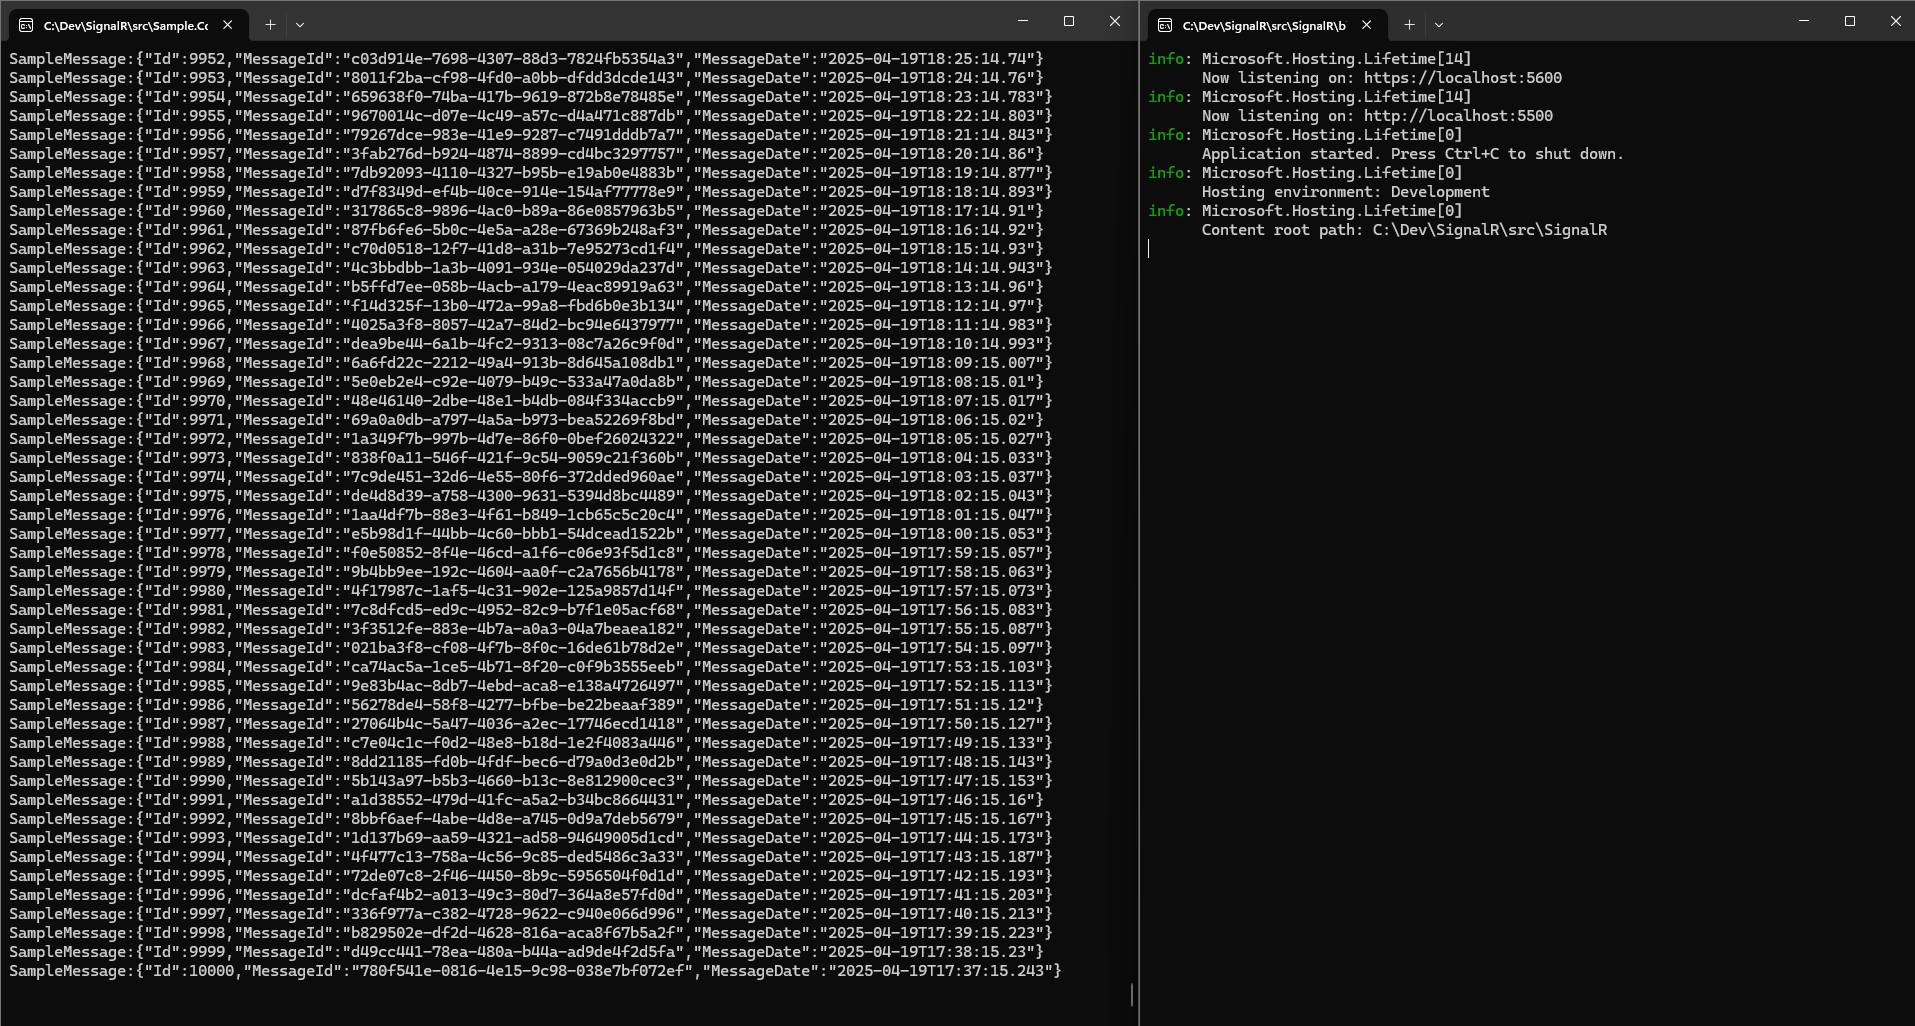 C:\Dev\SignalR\src\Sample.Cc
SampleMessage:{"Id":9952,"MessageId":"c03d914e-7698-4307-88d3-7824fb5354a3","MessageDate":"2025-04-19T18:25:14.74"}
SampleMessage:{"Id":9953,"MessageId":"8011f2ba-cf98-4fd0-a0bb-dfdd3dcde143","MessageDate":"2025-04-19T18:24:14.76"}
SampleMessage:{"Id":9954,"MessageId":"659638f0-74ba-417b-9619-872b8e78485e","MessageDate":"2025-04-19T18:23:14.783"}
SampleMessage:{"Id":9955,"MessageId":"9670014c-d07e-4c49-a57c-d4a471c887db","MessageDate":"2025-04-19T18:22:14.803"}
SampleMessage:{"Id":9956,"MessageId":"79267dce-983e-41e9-9287-c7491dddb7a7","MessageDate":"2025-04-19T18:21:14.843"}
SampleMessage:{"Id":9957,"MessageId":"3fab276d-b924-4874-8899-cd4bc3297757","MessageDate":"2025-04-19T18:20:14.86"}
SampleMessage:{"Id":9958,"MessageId":"7db92093-4110-4327-b95b-e19ab0e4883b","MessageDate":"2025-04-19T18:19:14.877"}
SampleMessage:{"Id":9959,"MessageId":"d7f8349d-ef4b-40ce-914e-154af77778e9","MessageDate":"2025-04-19T18:18:14.893"}
SampleMessage:{"Id":9960,"MessageId":"317865c8-9896-4ac0-b89a-86e0857963b5","MessageDate":"2025-04-19T18:17:14.91"}
SampleMessage:{"Id":9961,"MessageId":"87fb6fe6-5b0c-4e5a-a28e-67369b248af3","MessageDate":"2025-04-19T18:16:14.92"}
SampleMessage:{"Id":9962,"MessageId":"c70d0518-12f7-41d8-a31b-7e95273cd1f4","MessageDate":"2025-04-19T18:15:14.93"}
SampleMessage:{"Id":9963,"MessageId":"4c3bbdbb-1a3b-4091-934e-054029da237d","MessageDate":"2025-04-19T18:14:14.943"}
SampleMessage:{"Id":9964,"MessageId":"b5ffd7ee-058b-4acb-a179-4eac89919a63","MessageDate":"2025-04-19T18:13:14.96"}
SampleMessage:{"Id":9965,"MessageId":"f14d325f-13b0-472a-99a8-fbd6b0e3b134","MessageDate":"2025-04-19T18:12:14.97"}
SampleMessage:{"Id":9966,"MessageId":"4025a3f8-8057-42a7-84d2-bc94e6437977","MessageDate":"2025-04-19T18:11:14.983"}
SampleMessage:{"Id":9967,"MessageId":"dea9be44-6a1b-4fc2-9313-08c7a26c9f0d","MessageDate":"2025-04-19T18:10:14.993"}
SampleMessage:{"Id":9968,"MessageId":"6a6fd22c-2212-49a4-913b-8d645a108db1","MessageDate":"2025-04-19T18:09:15.007"}
SampleMessage:{"Id":9969,"MessageId":"5e0eb2e4-c92e-4079-b49c-533a47a0da8b","MessageDate":"2025-04-19T18:08:15.01"}
SampleMessage:{"Id":9970,"MessageId":"48e46140-2dbe-48e1-b4db-084f334accb9","MessageDate":"2025-04-19T18:07:15.017"}
SampleMessage:{"Id":9971,"MessageId":"69a0a0db-a797-4a5a-b973-bea52269f8bd","MessageDate":"2025-04-19T18:06:15.02"}
SampleMessage:{"Id":9972,"MessageId":"1a349f7b-997b-4d7e-86f0-0bef26024322","MessageDate":"2025-04-19T18:05:15.027"}
SampleMessage:{"Id":9973,"MessageId":"838f0a11-546f-421f-9c54-9059c21f360b","MessageDate":"2025-04-19T18:04:15.033"}
SampleMessage:{"Id":9974,"MessageId":"7c9de451-32d6-4e55-80f6-372dded960ae","MessageDate":"2025-04-19T18:03:15.037"}
SampleMessage:{"Id":9975,"MessageId":"de4d8d39-a758-4300-9631-5394d8bc4489","MessageDate":"2025-04-19T18:02:15.043"}
SampleMessage:{"Id":9976,"MessageId":"1aa4df7b-88e3-4f61-b849-1cb65c5c20c4","MessageDate":"2025-04-19T18:01:15.047"}
SampleMessage:{"Id":9977,"MessageId":"e5b98d1f-44bb-4c60-bbb1-54dcead1522b","MessageDate":"2025-04-19T18:00:15.053"}
SampleMessage:{"Id":9978,"MessageId":"f0e50852-8f4e-46cd-a1f6-c06e93f5d1c8","MessageDate":"2025-04-19T17:59:15.057"}
SampleMessage:{"Id":9979,"MessageId":"9b4bb9ee-192c-4604-aa0f-c2a7656b4178","MessageDate":"2025-04-19T17:58:15.063"}
SampleMessage:{"Id":9980,"MessageId":"4f17987c-1af5-4c31-902e-125a9857d14f","MessageDate":"2025-04-19T17:57:15.073"}
SampleMessage:{"Id":9981,"MessageId":"7c8dfcd5-ed9c-4952-82c9-b7f1e05acf68","MessageDate":"2025-04-19T17:56:15.083"}
SampleMessage:{"Id":9982,"MessageId":"3f3512fe-883e-4b7a-a0a3-04a7beaea182","MessageDate":"2025-04-19T17:55:15.087"}
SampleMessage:{"Id":9983,"MessageId":"021ba3f8-cf08-4f7b-8f0c-16de61b78d2e","MessageDate":"2025-04-19T17:54:15.097"}
SampleMessage:{"Id":9984,"MessageId":"ca74ac5a-1ce5-4b71-8f20-c0f9b3555eeb","MessageDate":"2025-04-19T17:53:15.103"}
SampleMessage:{"Id":9985,"MessageId":"9e83b4ac-8db7-4ebd-aca8-e138a4726497","MessageDate":"2025-04-19T17:52:15.113"}
SampleMessage:{"Id":9986,"MessageId":"56278de4-58f8-4277-bfbe-be22beaaf389","MessageDate":"2025-04-19T17:51:15.12"}
SampleMessage:{"Id":9987,"MessageId":"27064b4c-5a47-4036-a2ec-17746ecd1418","MessageDate":"2025-04-19T17:50:15.127"}
SampleMessage:{"Id":9988,"MessageId":"c7e04c1c-f0d2-48e8-b18d-1e2f4083a446","MessageDate":"2025-04-19T17:49:15.133"}
SampleMessage:{"Id":9989,"MessageId":"8dd21185-fd0b-4fdf-bec6-d79a0d3e0d2b","MessageDate":"2025-04-19T17:48:15.143"}
SampleMessage:{"Id":9990,"MessageId":"5b143a97-b5b3-4660-b13c-8e812900cec3","MessageDate":"2025-04-19T17:47:15.153"}
SampleMessage:{"Id":9991,"MessageId":"a1d38552-479d-41fc-a5a2-b34bc8664431","MessageDate":"2025-04-19T17:46:15.16"}
SampleMessage:{"Id":9992,"MessageId":"8bbf6aef-4abe-4d8e-a745-0d9a7deb5679","MessageDate":"2025-04-19T17:45:15.167"}
SampleMessage:{"Id":9993,"MessageId":"1d137b69-aa59-4321-ad58-94649005d1cd","MessageDate":"2025-04-19T17:44:15.173"}
SampleMessage:{"Id":9994,"MessageId":"4f477c13-758a-4c56-9c85-ded5486c3a33","MessageDate":"2025-04-19T17:43:15.187"}
SampleMessage:{"Id":9995,"MessageId":"72de07c8-2f46-4450-8b9c-5956504f0d1d","MessageDate":"2025-04-19T17:42:15.193"}
SampleMessage:{"Id":9996,"MessageId":"dcfaf4b2-a013-49c3-80d7-364a8e57fd0d","MessageDate":"2025-04-19T17:41:15.203"}
SampleMessage:{"Id":9997,"MessageId":"336f977a-c382-4728-9622-c940e066d996","MessageDate":"2025-04-19T17:40:15.213"}
SampleMessage:{"Id":9998,"MessageId":"b829502e-df2d-4628-816a-aca8f67b5a2f","MessageDate":"2025-04-19T17:39:15.223"}
SampleMessage:{"Id":9999,"MessageId":"d49cc441-78ea-480a-b44a-ad9de4f2d5fa","MessageDate":"2025-04-19T17:38:15.23"}
SampleMessage:{"Id":10000,"MessageId":"780f541e-0816-4e15-9c98-038e7bf072ef","MessageDate":"2025-04-19T17:37:15.243"}
C:\Dev\SignalR\src\SignalR\b
info: Microsoft.Hosting.Lifetime[14]
Now listening on: https://localhost:5600
info: Microsoft.Hosting.Lifetime[14]
Now listening on: http://localhost:5500
info: Microsoft.Hosting.Lifetime[0]
Application started. Press Ctrl+C to shut down.
info: Microsoft.Hosting.Lifetime[0]
Hosting environment: Development
info: Microsoft.Hosting.Lifetime[0]
Content root path: C:\Dev\SignalR\src\SignalR